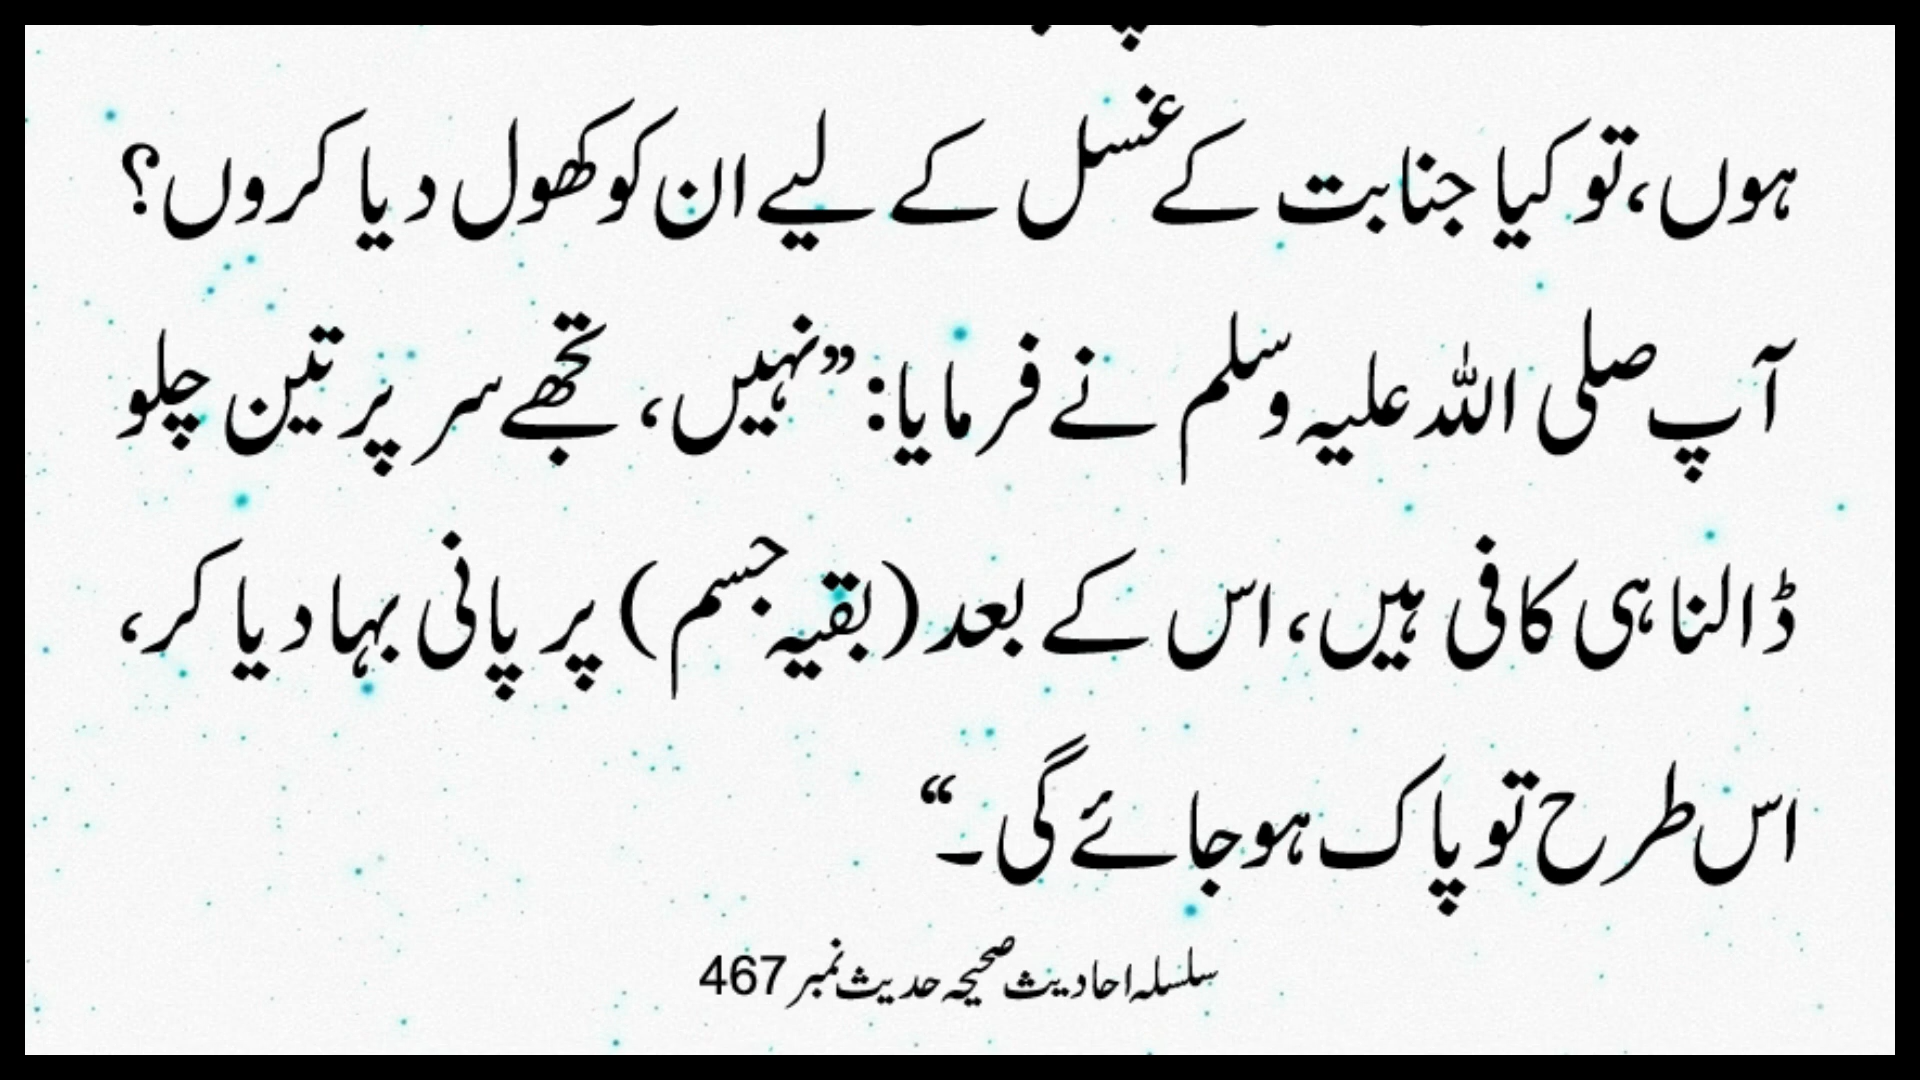 ہوں، تو کیا جنابت کے غسل کے لیے ان کو کھول دیا کروں؟
آپ صلی اللہ علیہ وسلم نے فرمایا: ”نہیں، تجھے سر پر تین چلو
ڈالنا ہی کافی ہیں، اس کے بعد (بقیہ جسم) پر پانی بہا دیا کر،
اس طرح تو پاک ہو جائے گی۔“
سلسلہ احادیث صحیحہ حدیث نمبر 467